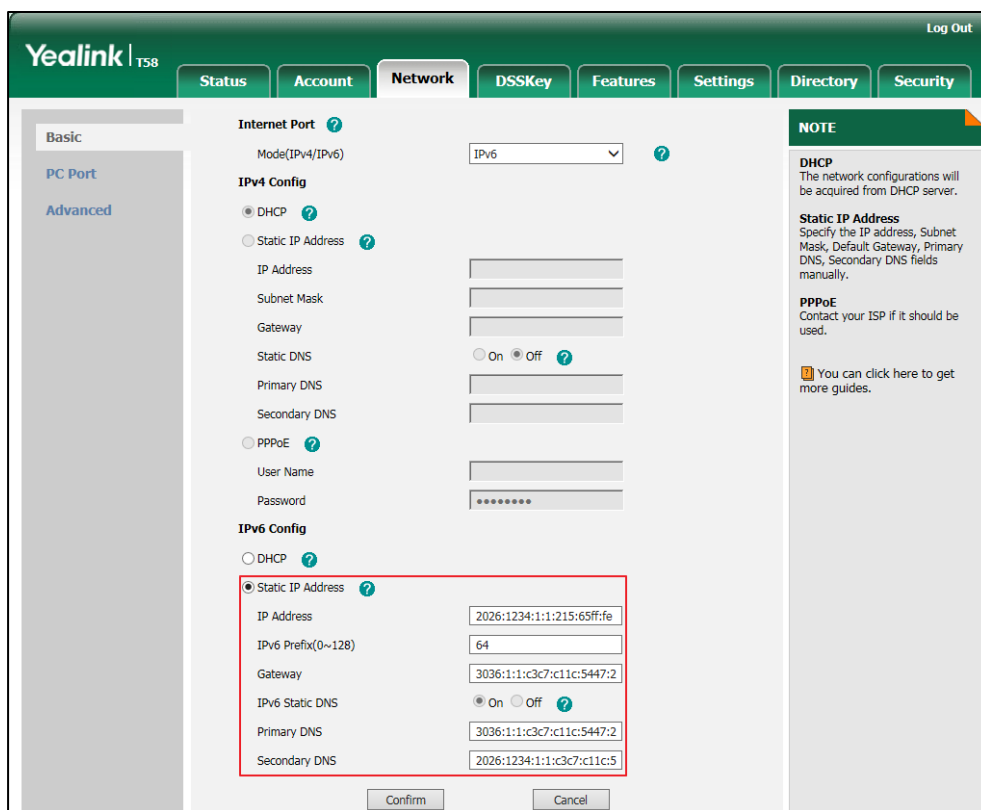 Log Out
Yealink T58
Status Account Network DSSKey Features Settings Directory Security
Basic
PC Port
Advanced
Internet Port ?
Mode(IPv4/IPv6) IPv6 ?
IPv4 Config
DHCP ?
Static IP Address ?
IP Address
Subnet Mask
Gateway
Static DNS On Off ?
Primary DNS
Secondary DNS
PPPoE ?
User Name
Password ••••••••
IPv6 Config
DHCP ?
Static IP Address ?
IP Address 2026:1234:1:1:215:65ff:fe
IPv6 Prefix(0~128) 64
Gateway 3036:1:1:c3c7:c11c:5447:2
IPv6 Static DNS On Off ?
Primary DNS 3036:1:1:c3c7:c11c:5447:2
Secondary DNS 2026:1234:1:1:c3c7:c11c:5
Confirm Cancel
NOTE
DHCP
The network configurations will
be acquired from DHCP server.
Static IP Address
Specify the IP address, Subnet
Mask, Default Gateway, Primary
DNS, Secondary DNS fields
manually.
PPPoE
Contact your ISP if it should be
used.
? You can click here to get
more guides.